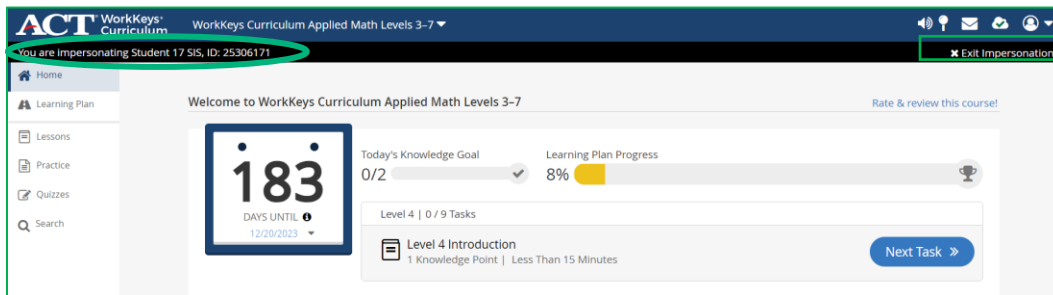 ACT WorkKeys® Curriculum
WorkKeys Curriculum Applied Math Levels 3–7
You are impersonating Student 17 SIS, ID: 25306171
Exit Impersonation
Home
Learning Plan
Lessons
Practice
Quizzes
Search
Welcome to WorkKeys Curriculum Applied Math Levels 3–7
Rate & review this course!
183
DAYS UNTIL
12/20/2023
Today's Knowledge Goal
0/2
Learning Plan Progress
8%
Level 4 | 0 / 9 Tasks
Level 4 Introduction
1 Knowledge Point | Less Than 15 Minutes
Next Task »